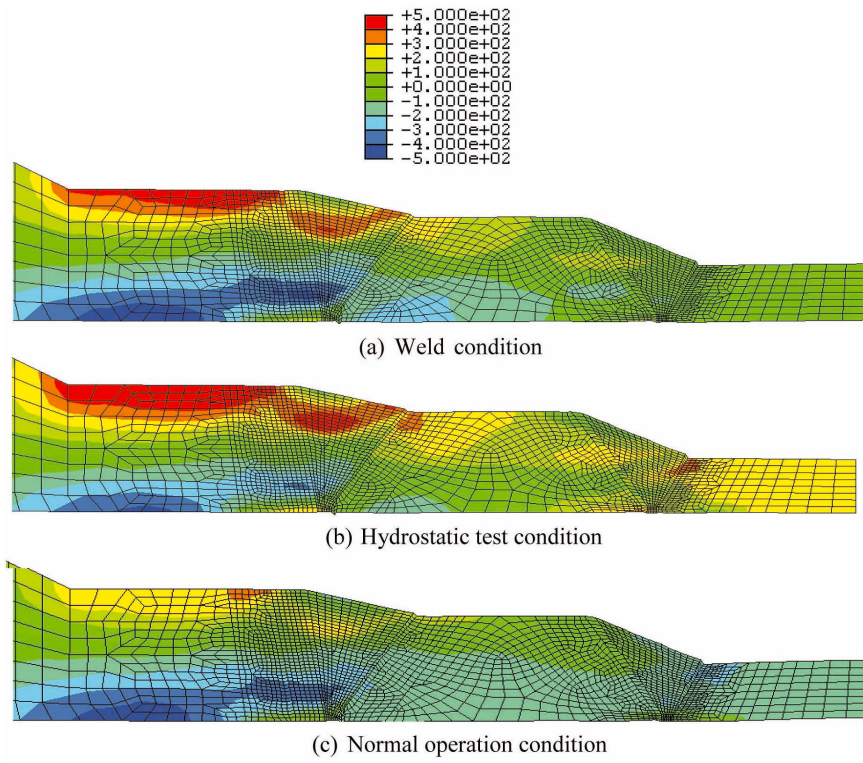 +5.000e+02
+4.000e+02
+3.000e+02
+2.000e+02
+1.000e+02
+0.000e+00
-1.000e+02
-2.000e+02
-3.000e+02
-4.000e+02
-5.000e+02
(a) Weld condition
(b) Hydrostatic test condition
(c) Normal operation condition